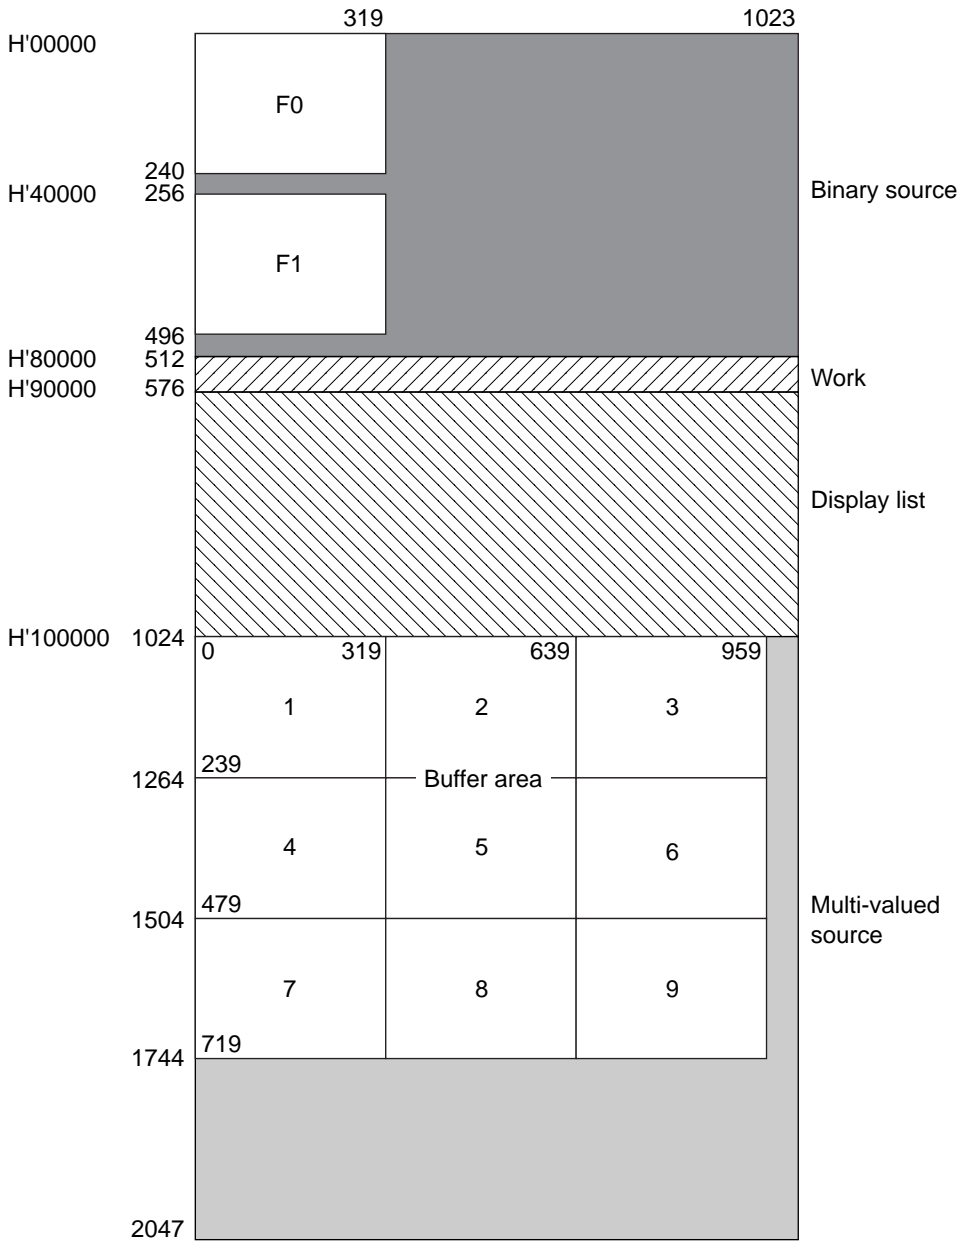 319 1023
H'00000
F0
240
H'40000 256
Binary source
F1
496
H'80000 512
Work
H'90000 576
Display list
H'100000 1024
0 319 639 959
1 2 3
239
1264
Buffer area
4 5 6
479
1504
Multi-valued
source
7 8 9
719
1744
2047